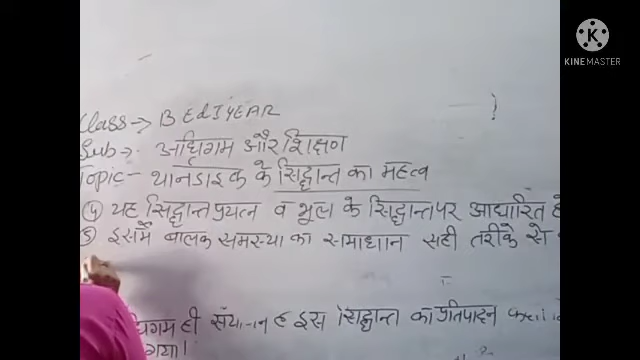 KINEMASTER
Class → B Ed I YEAR
Sub → अधिगम और शिक्षण
Topic - थार्नडाइक के सिद्धान्त का महत्व
④ यह सिद्धान्त प्रयत्न व भूल के सिद्धान्त पर आधारित है
⑤ इसमें बालक समस्या का समाधान सही तरीके से
ही इस सिद्धान्त का प्रतिपादन
गया।